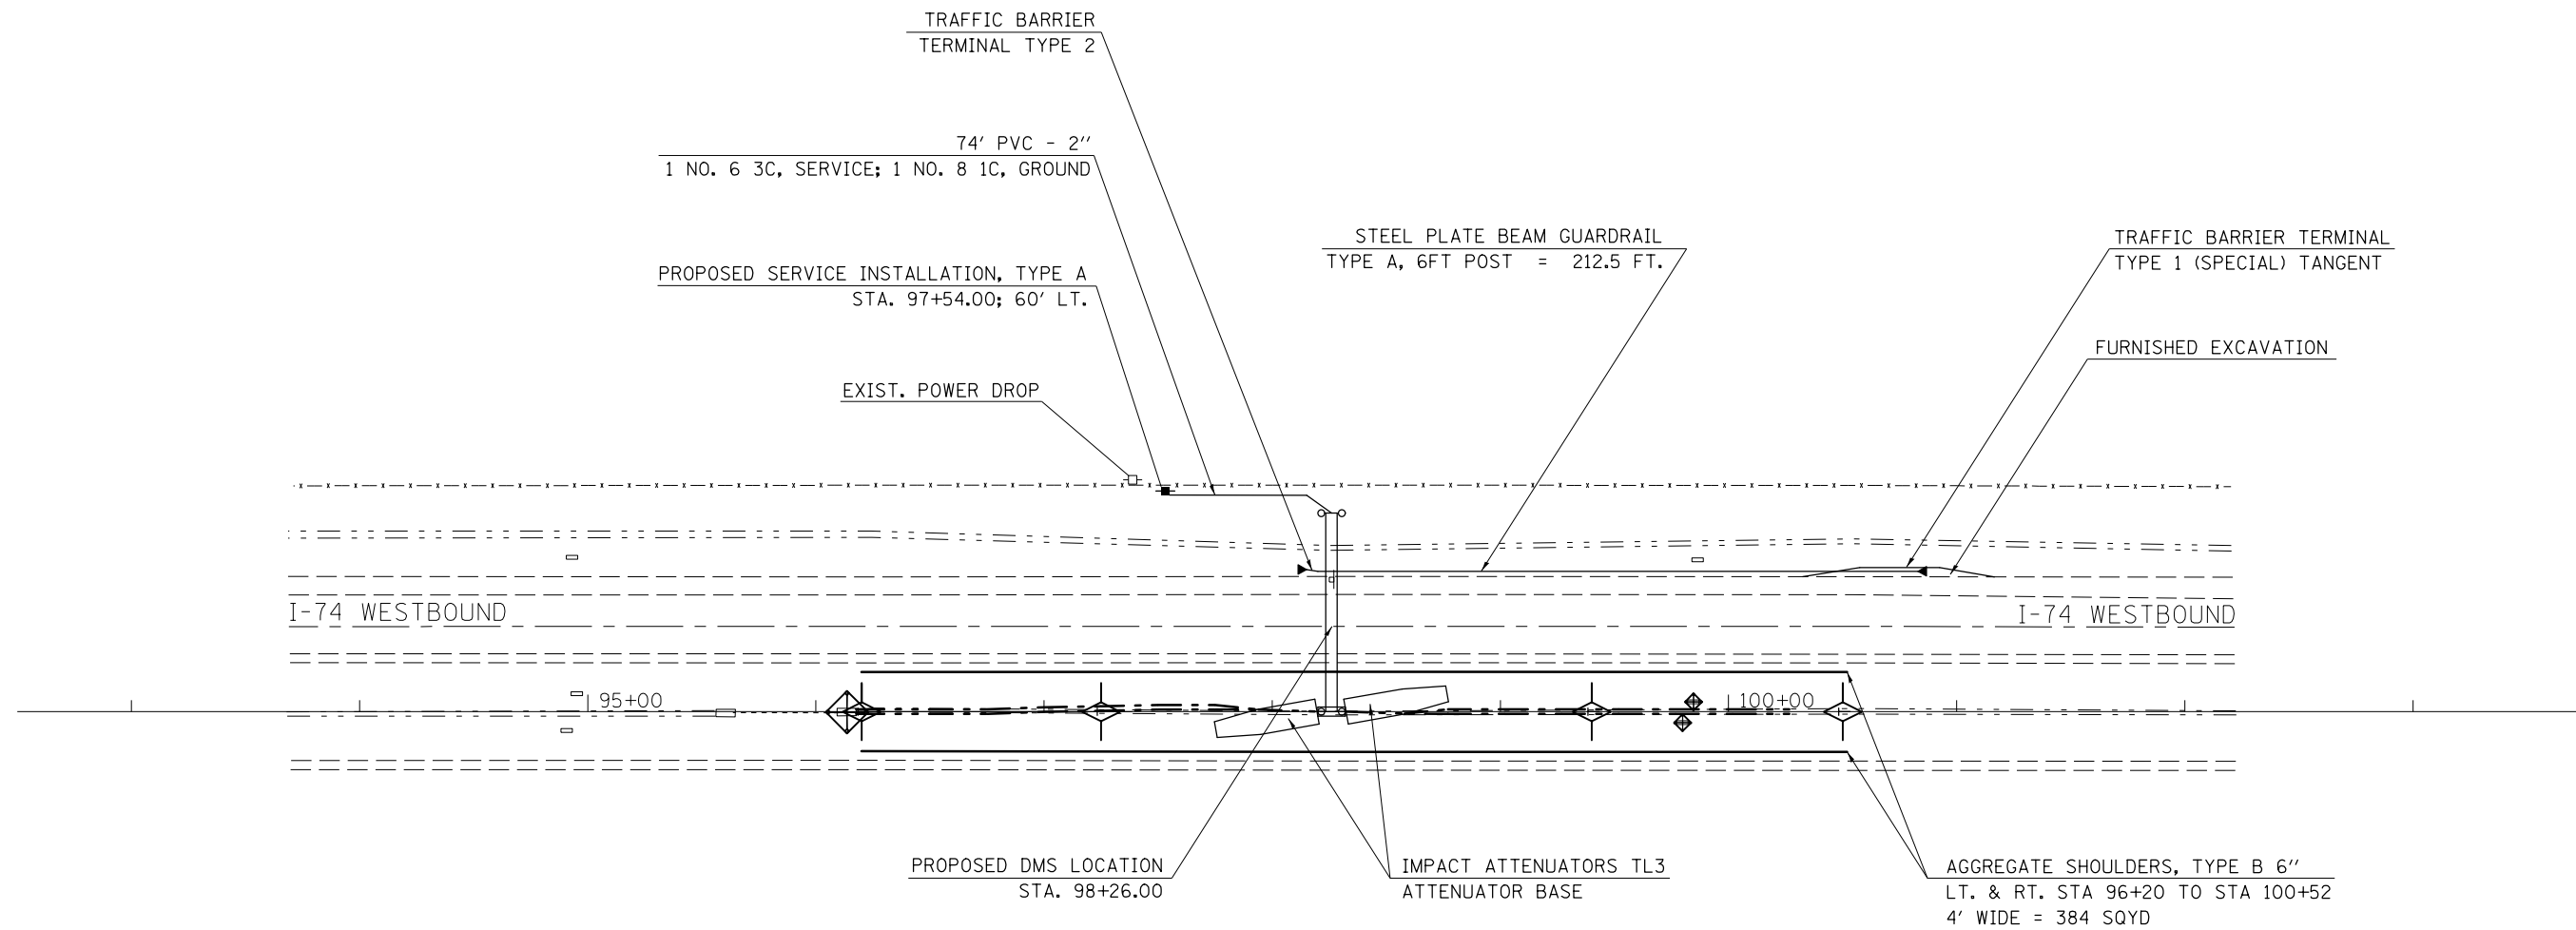 TRAFFIC BARRIER
TERMINAL TYPE 2
74' PVC - 2''
1 NO. 6 3C, SERVICE; 1 NO. 8 1C, GROUND
STEEL PLATE BEAM GUARDRAIL
TYPE A, 6FT POST = 212.5 FT.
TRAFFIC BARRIER TERMINAL
TYPE 1 (SPECIAL) TANGENT
PROPOSED SERVICE INSTALLATION, TYPE A
STA. 97+54.00; 60' LT.
FURNISHED EXCAVATION
EXIST. POWER DROP
I-74 WESTBOUND
I-74 WESTBOUND
95+00
100+00
PROPOSED DMS LOCATION
STA. 98+26.00
IMPACT ATTENUATORS TL3
ATTENUATOR BASE
AGGREGATE SHOULDERS, TYPE B 6''
LT. & RT. STA 96+20 TO STA 100+52
4' WIDE = 384 SQYD